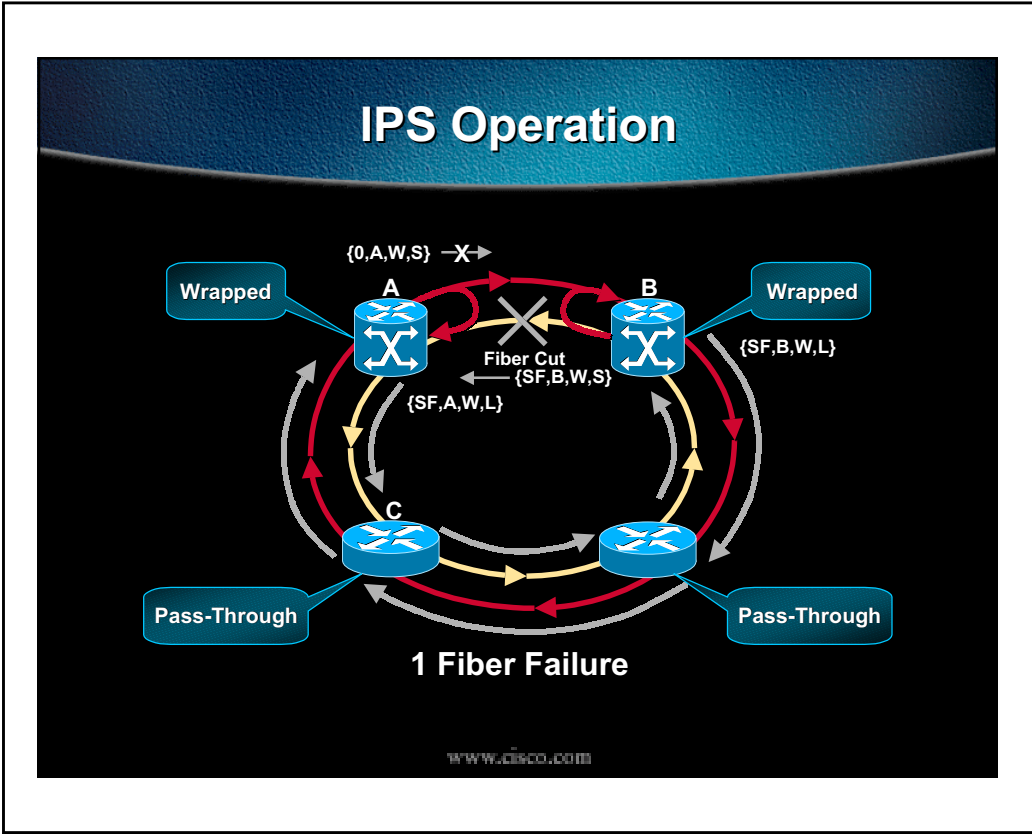 IPS Operation
{0,A,W,S}
X
Wrapped
A
B
Wrapped
Fiber Cut
{SF,B,W,S}
{SF,B,W,L}
{SF,A,W,L}
C
Pass-Through
Pass-Through
1 Fiber Failure
www.cisco.com